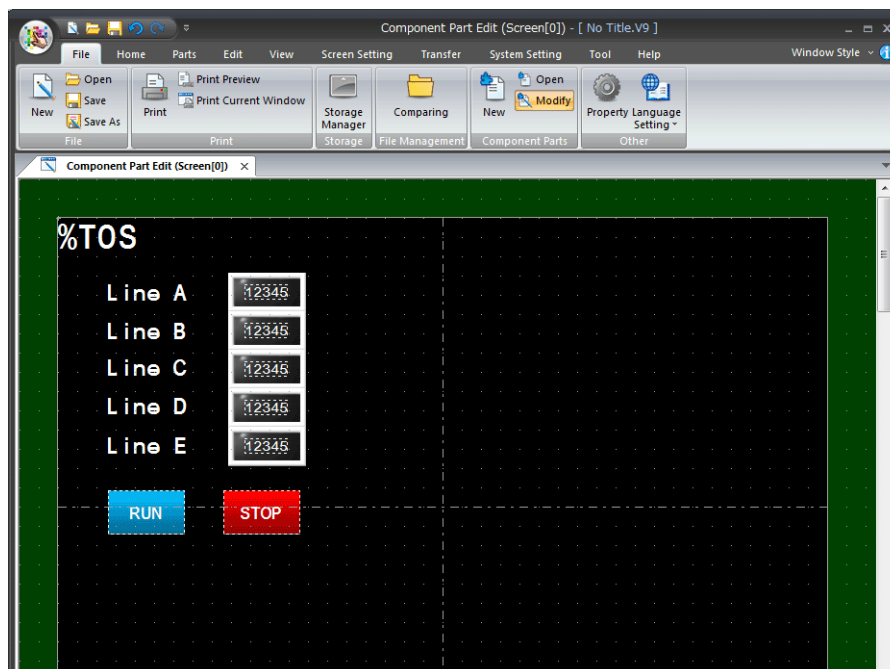 Component Part Edit (Screen[0]) - [ No Title.V9 ]
File Home Parts Edit View Screen Setting Transfer System Setting Tool Help Window Style
New
Open
Save
Save As
File
Print
Print Preview
Print Current Window
Print
Storage Manager
Storage
Comparing
File Management
New
Open
Modify
Component Parts
Property
Language Setting
Other
Component Part Edit (Screen[0]) X
%TOS
Line A 12345
Line B 12345
Line C 12345
Line D 12345
Line E 12345
RUN STOP